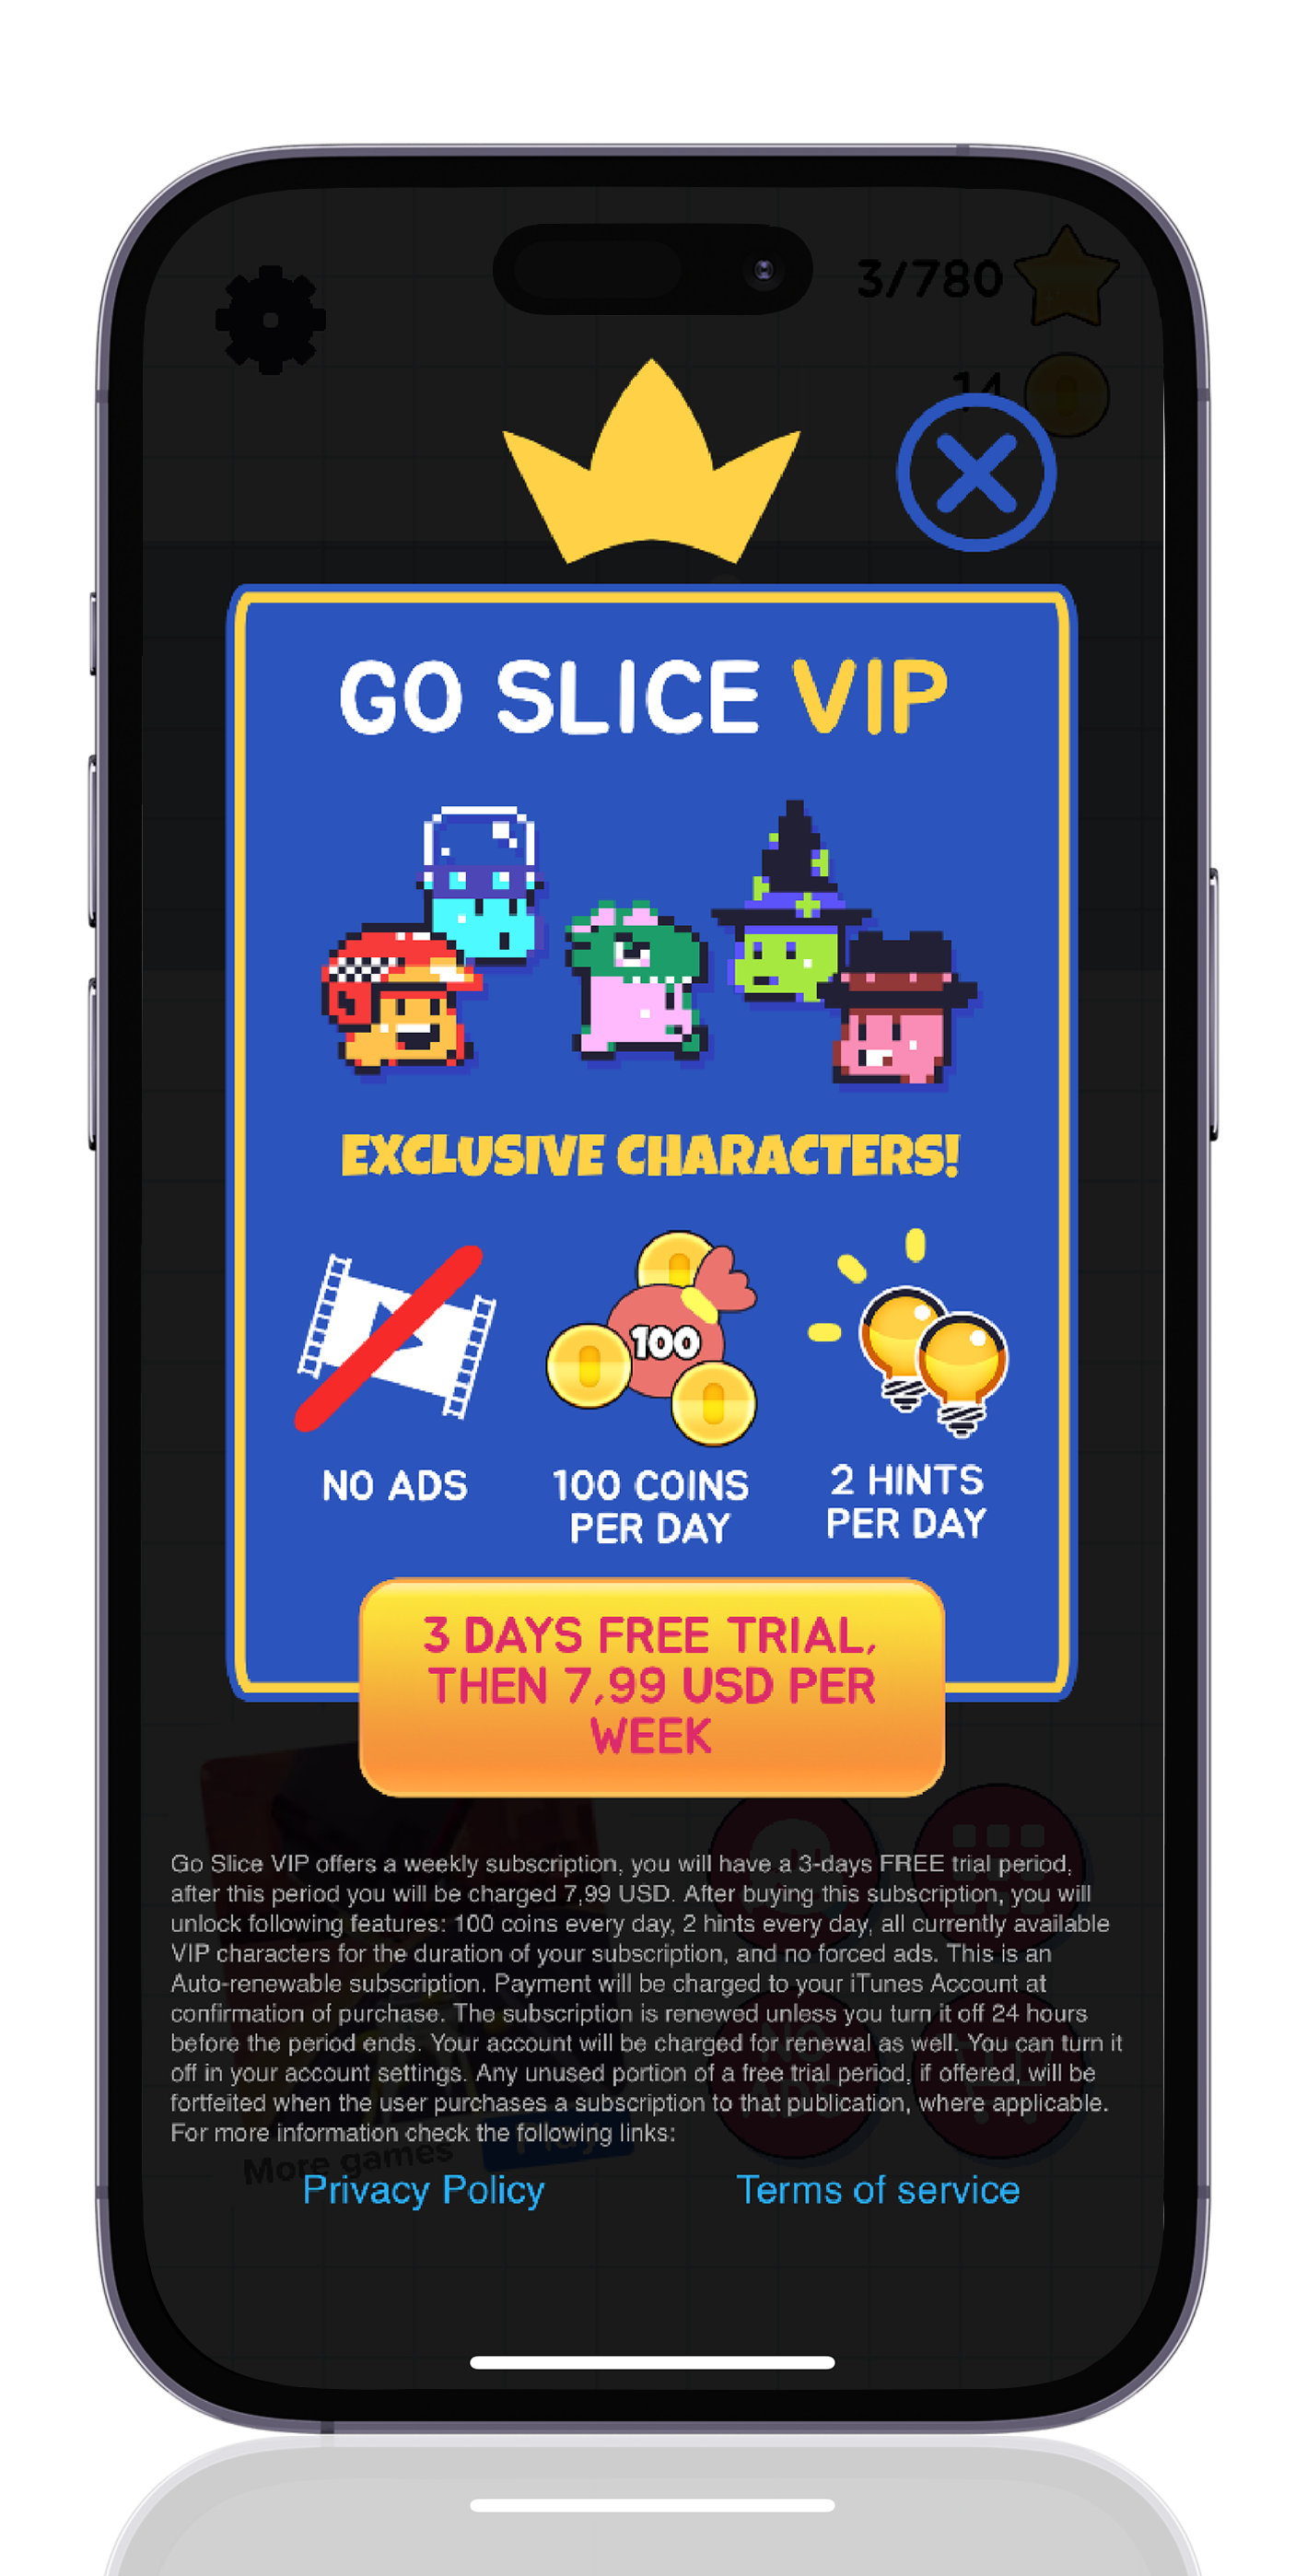 3/780
14
GO SLICE VIP
EXCLUSIVE CHARACTERS!
100
NO ADS
100 COINS
PER DAY
2 HINTS
PER DAY
3 DAYS FREE TRIAL,
THEN 7,99 USD PER
WEEK
Go Slice VIP offers a weekly subscription, you will have a 3-days FREE trial period,
after this period you will be charged 7,99 USD. After buying this subscription, you will
unlock following features: 100 coins every day, 2 hints every day, all currently available
VIP characters for the duration of your subscription, and no forced ads. This is an
Auto-renewable subscription. Payment will be charged to your iTunes Account at
confirmation of purchase. The subscription is renewed unless you turn it off 24 hours
before the period ends. Your account will be charged for renewal as well. You can turn it
off in your account settings. Any unused portion of a free trial period, if offered, will be
fortfeited when the user purchases a subscription to that publication, where applicable.
For more information check the following links:
More games
Play
Privacy Policy
Terms of service